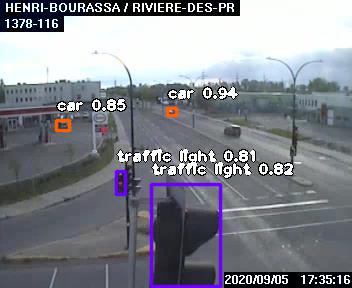 HENRI-BOURASSA / RIVIERE-DES-PR
1378-116
car 0.94
car 0.85
traffic light 0.81
traffic light 0.82
2020/09/05 17:35:16